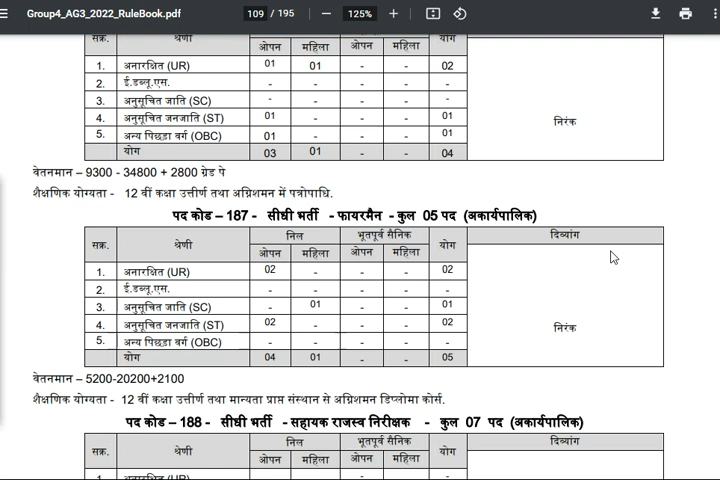 Group4_AG3_2022_RuleBook.pdf 109 / 195 125%
सक्र. श्रेणी ओपन महिला ओपन महिला योग
1. अनारक्षित (UR) 01 01 - - 02
2. ई.डब्लू.एस. - - - - -
3. अनुसूचित जाति (SC) - - - - -
4. अनुसूचित जनजाति (ST) 01 - - - 01 निरंक
5. अन्य पिछड़ा वर्ग (OBC) 01 - - - 01
योग 03 01 - - 04
वेतनमान – 9300 - 34800 + 2800 ग्रेड पे
शैक्षणिक योग्यता - 12 वीं कक्षा उत्तीर्ण तथा अग्निशमन में पत्रोपाधि.
पद कोड – 187 - सीधी भर्ती - फायरमैन - कुल 05 पद (अकार्यपालिक)
सक्र. श्रेणी निल भूतपूर्व सैनिक योग दिव्यांग
ओपन महिला ओपन महिला
1. अनारक्षित (UR) 02 - - - 02
2. ई.डब्लू.एस. - - - - -
3. अनुसूचित जाति (SC) - 01 - - 01
4. अनुसूचित जनजाति (ST) 02 - - - 02 निरंक
5. अन्य पिछड़ा वर्ग (OBC) - - - - -
योग 04 01 - - 05
वेतनमान – 5200-20200+2100
शैक्षणिक योग्यता - 12 वीं कक्षा उत्तीर्ण तथा मान्यता प्राप्त संस्थान से अग्निशमन डिप्लोमा कोर्स.
पद कोड – 188 - सीधी भर्ती - सहायक राजस्व निरीक्षक - कुल 07 पद (अकार्यपालिक)
सक्र. श्रेणी निल भूतपूर्व सैनिक योग दिव्यांग
ओपन महिला ओपन महिला
1. अनारक्षित (UR) - -